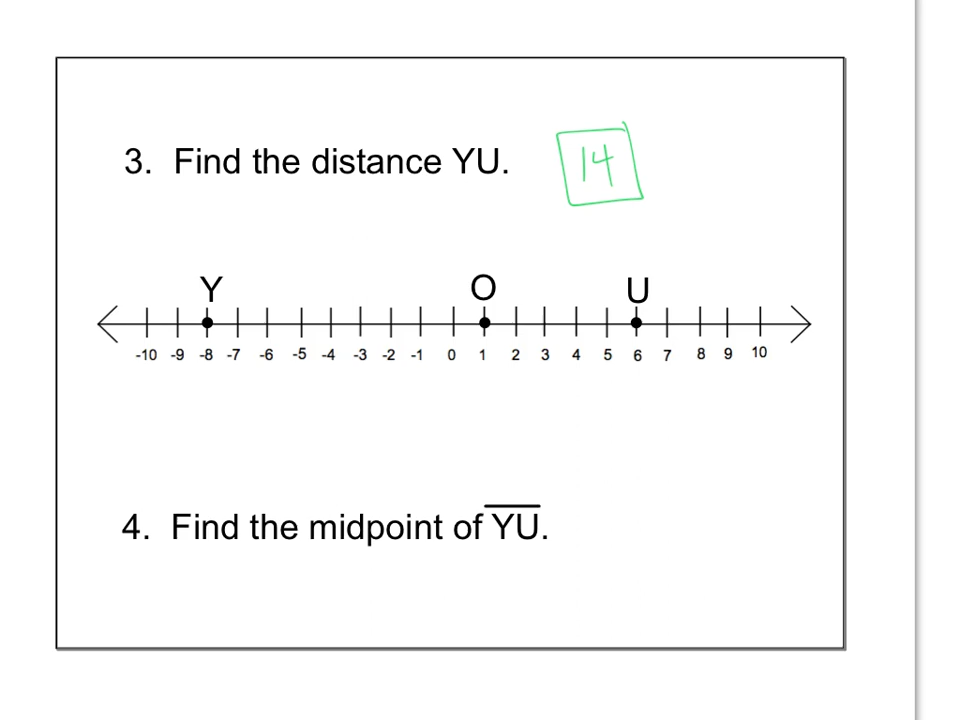 3. Find the distance YU. 14
Y O U
-10 -9 -8 -7 -6 -5 -4 -3 -2 -1 0 1 2 3 4 5 6 7 8 9 10
4. Find the midpoint of YU.